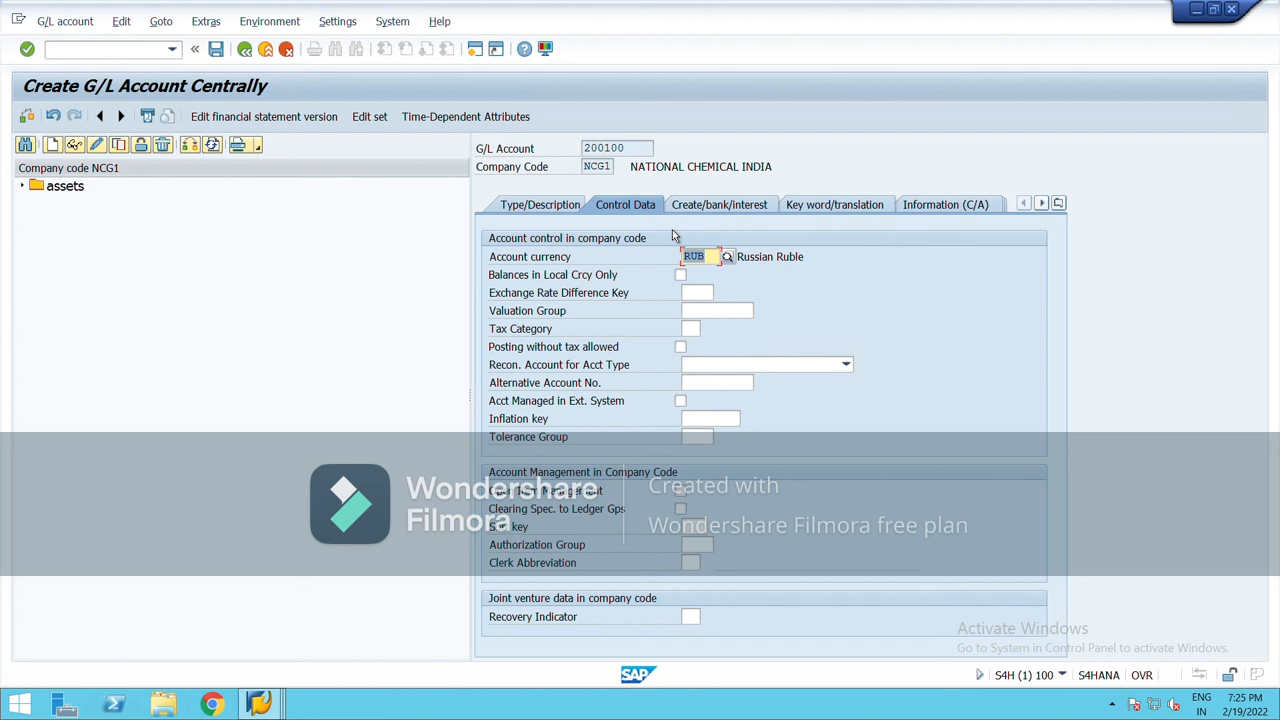 G/L account Edit Goto Extras Environment Settings System Help
Create G/L Account Centrally
Edit financial statement version Edit set Time-Dependent Attributes
Company code NCG1
assets
G/L Account 200100
Company Code NCG1 NATIONAL CHEMICAL INDIA
Type/Description Control Data Create/bank/interest Key word/translation Information (C/A)
Account control in company code
Account currency RUB Russian Ruble
Balances in Local Crcy Only
Exchange Rate Difference Key
Valuation Group
Tax Category
Posting without tax allowed
Recon. Account for Acct Type
Alternative Account No.
Acct Managed in Ext. System
Inflation key
Tolerance Group
Account Management in Company Code
Wondershare
Filmora
Created with
Wondershare Filmora free plan
Clearing Spec. to Ledger Gps
key
Authorization Group
Clerk Abbreviation
Joint venture data in company code
Recovery Indicator
Activate Windows
Go to System in Control Panel to activate Windows.
SAP
S4H (1) 100 S4HANA OVR
ENG
IN
7:25 PM
2/19/2022